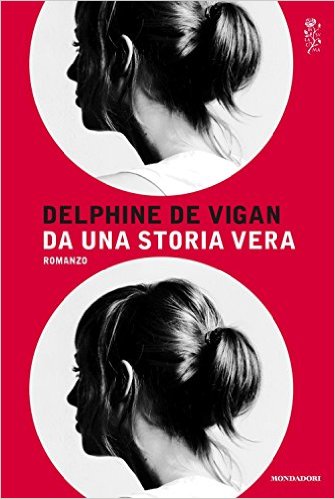 DELPHINE DE VIGAN
DA UNA STORIA VERA
ROMANZO
MONDADORI